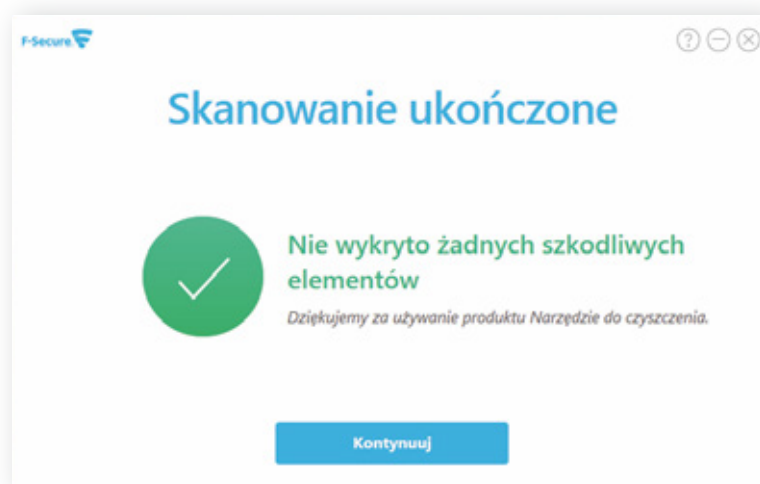 F-Secure
Skanowanie ukończone
Nie wykryto żadnych szkodliwych
elementów
Dziękujemy za używanie produktu Narzędzie do czyszczenia.
Kontynuuj